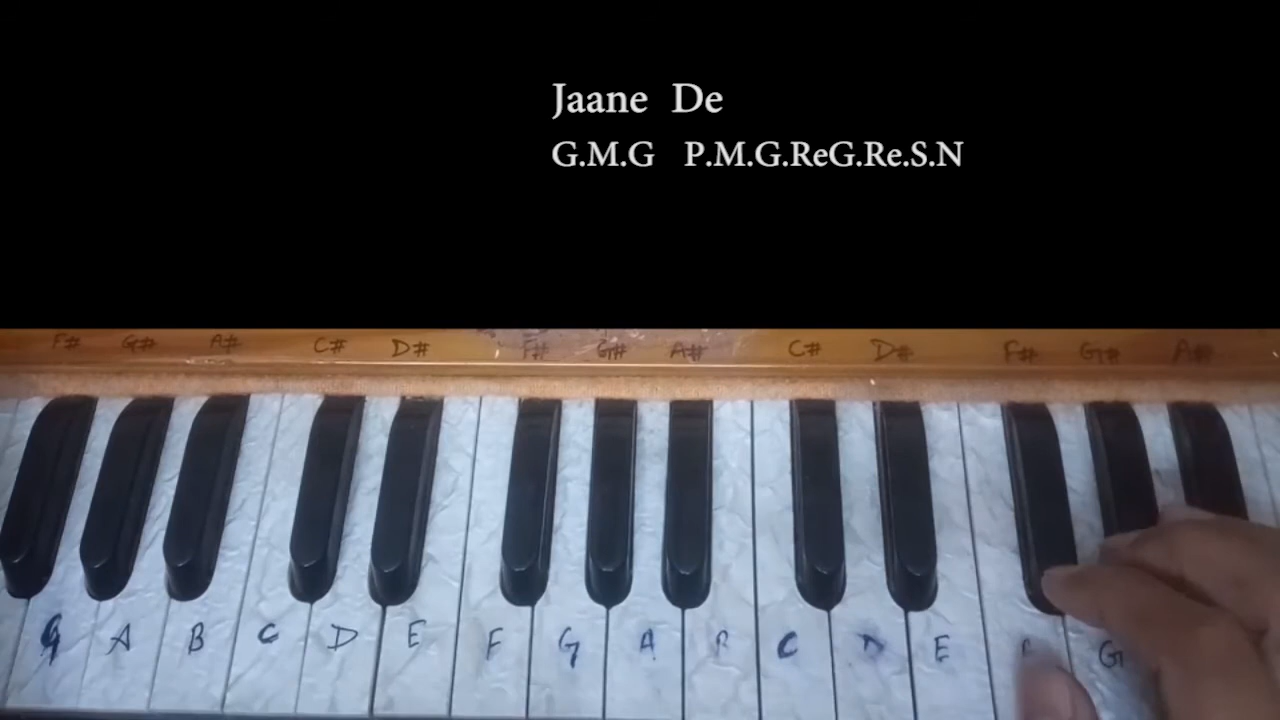 Jaane De
G.M.G P.M.G.ReG.Re.S.N
F# G# A# C# D# F# G# A# C# D# F# G# A#
G A B C D E F G A B C D E F G